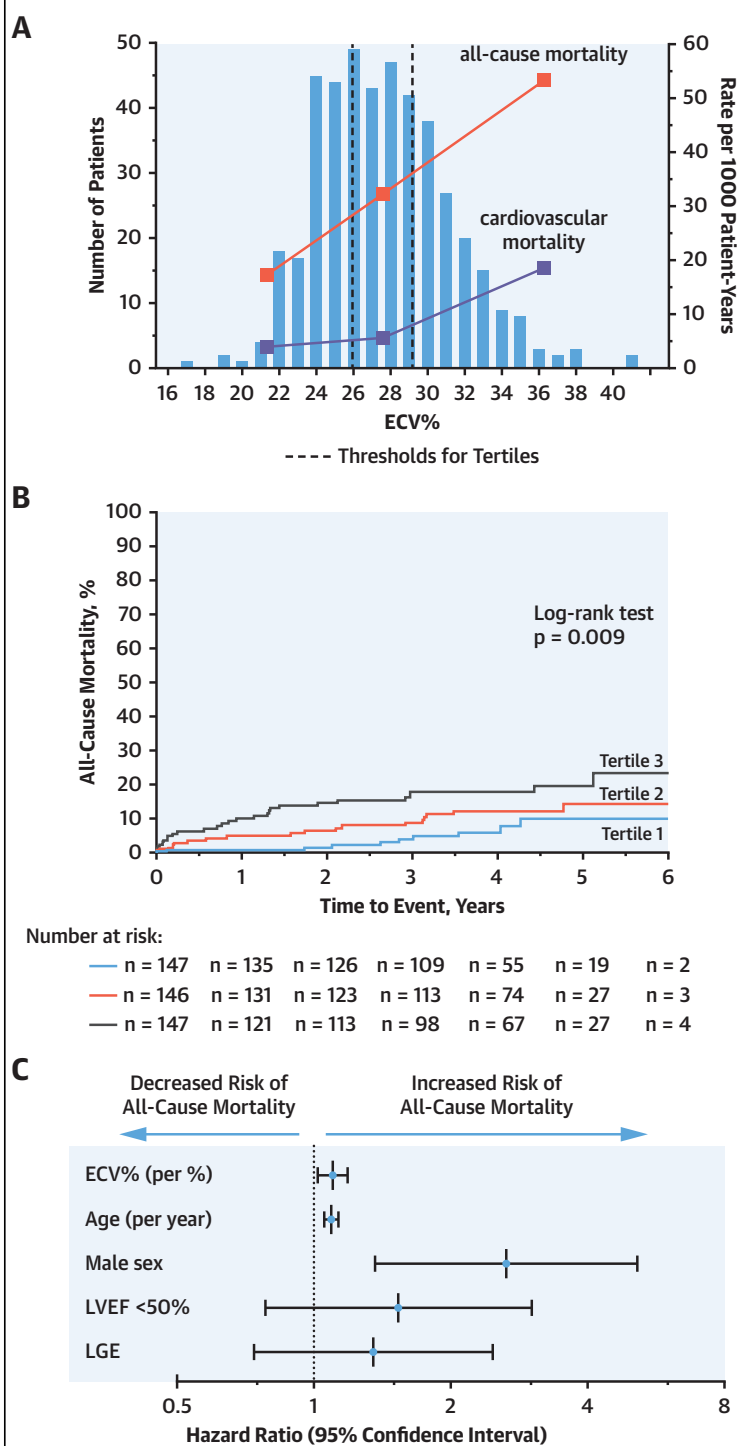 A
50
40
30
20
10
0
Number of Patients
60
50
40
30
20
10
0
Rate per 1000 Patient-Years
all-cause mortality
cardiovascular
mortality
16 18 20 22 24 26 28 30 32 34 36 38 40
ECV%
Thresholds for Tertiles
B
100
90
80
70
60
50
40
30
20
10
0
All-Cause Mortality, %
Log-rank test
p = 0.009
Tertile 3
Tertile 2
Tertile 1
0 1 2 3 4 5 6
Time to Event, Years
Number at risk:
n = 147 n = 135 n = 126 n = 109 n = 55 n = 19 n = 2
n = 146 n = 131 n = 123 n = 113 n = 74 n = 27 n = 3
n = 147 n = 121 n = 113 n = 98 n = 67 n = 27 n = 4
C
Decreased Risk of
All-Cause Mortality
Increased Risk of
All-Cause Mortality
ECV% (per %)
Age (per year)
Male sex
LVEF <50%
LGE
0.5 1 2 4 8
Hazard Ratio (95% Confidence Interval)